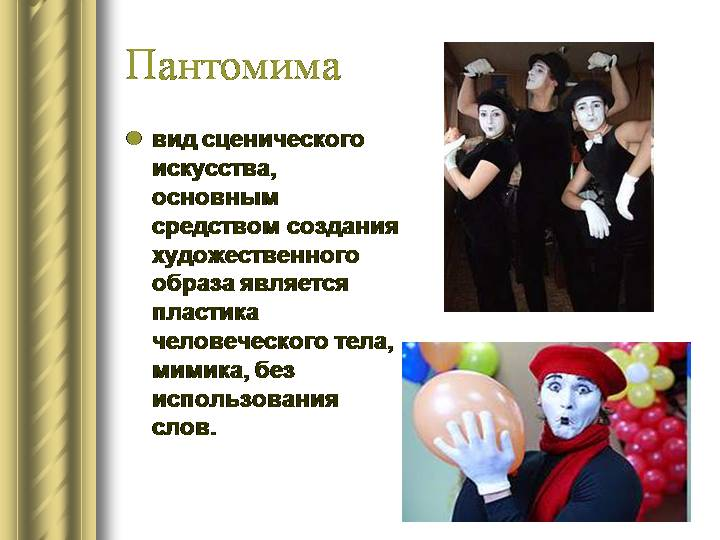 Пантомима
вид сценического
искусства,
основным
средством создания
художественного
образа является
пластика
человеческого тела,
мимика, без
использования
слов.